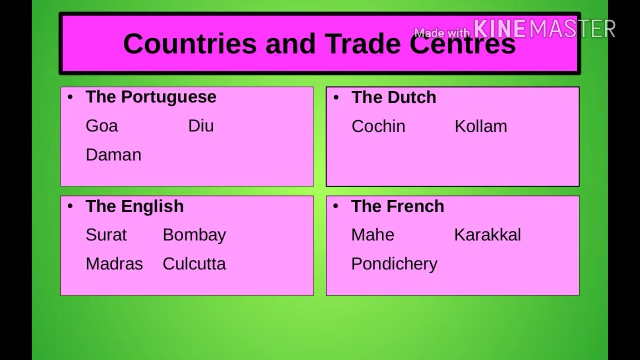 Made with KINEMASTER
Countries and Trade Centres
• The Portuguese
Goa Diu
Daman
• The Dutch
Cochin Kollam
• The English
Surat Bombay
Madras Culcutta
• The French
Mahe Karakkal
Pondichery